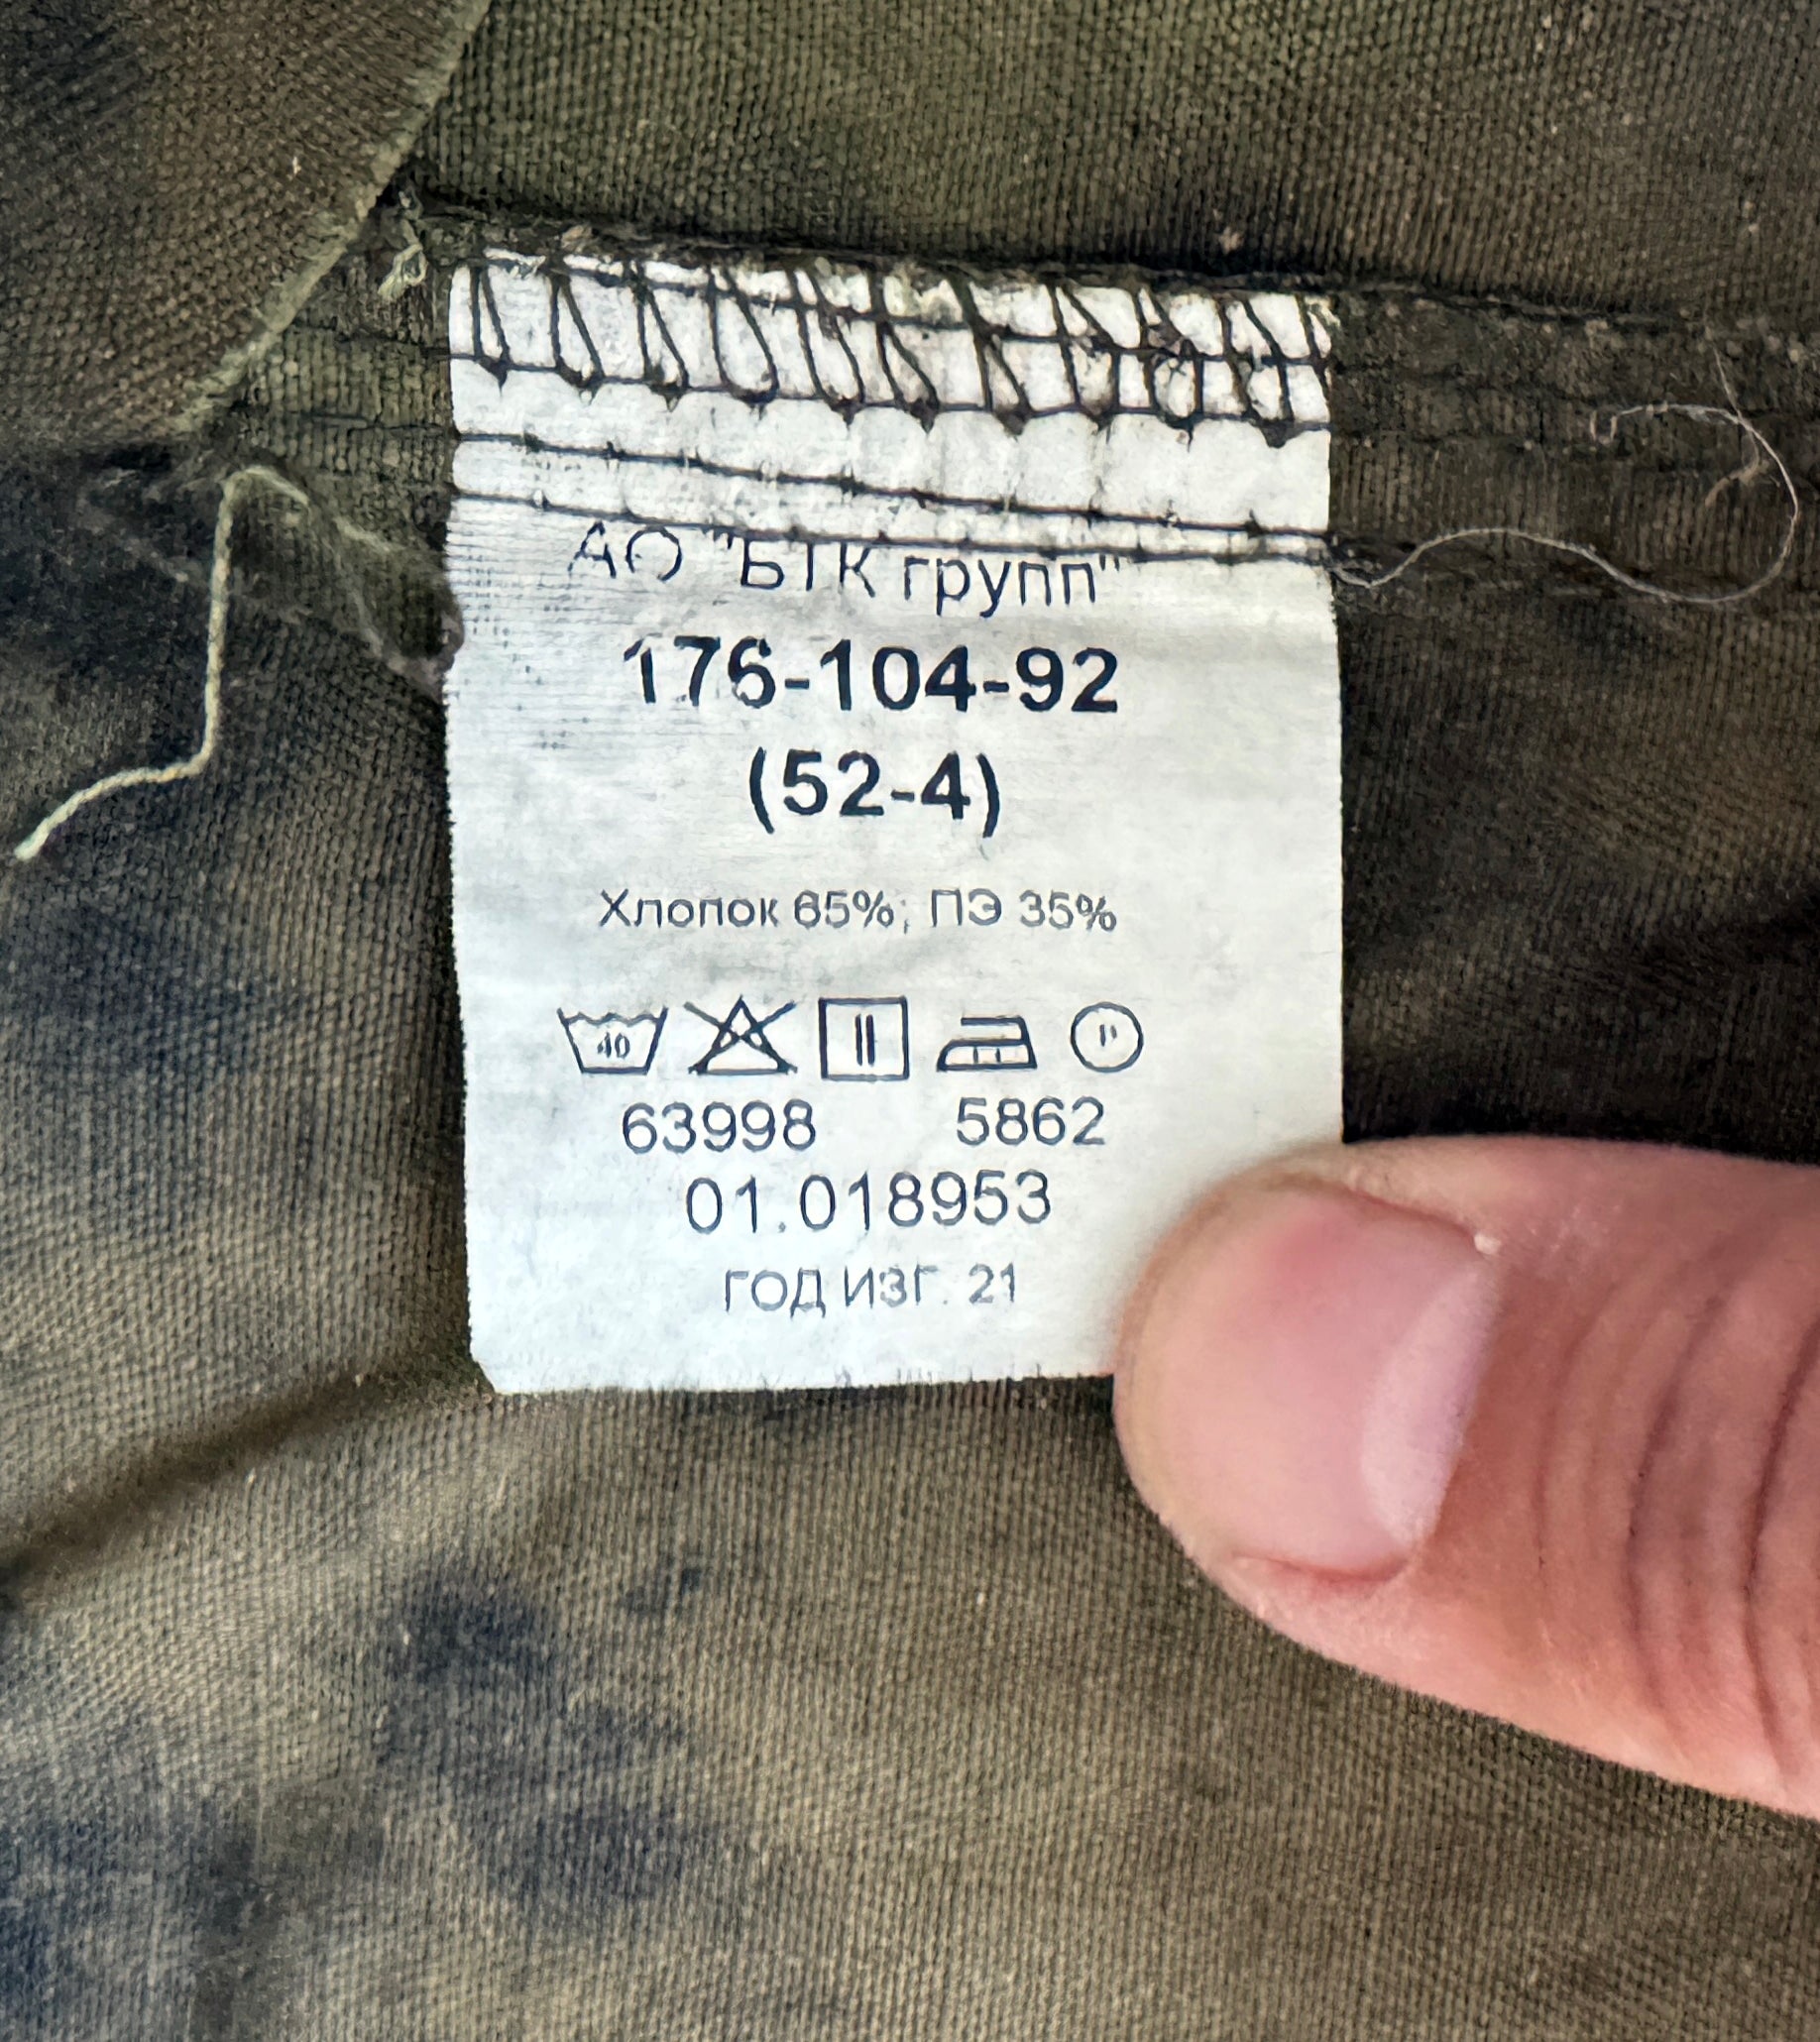 АО "БТК групп"
176-104-92
(52-4)
Хлопок 65%; ПЭ 35%
40 P
63998 5862
01.018953
ГОД ИЗГ. 21